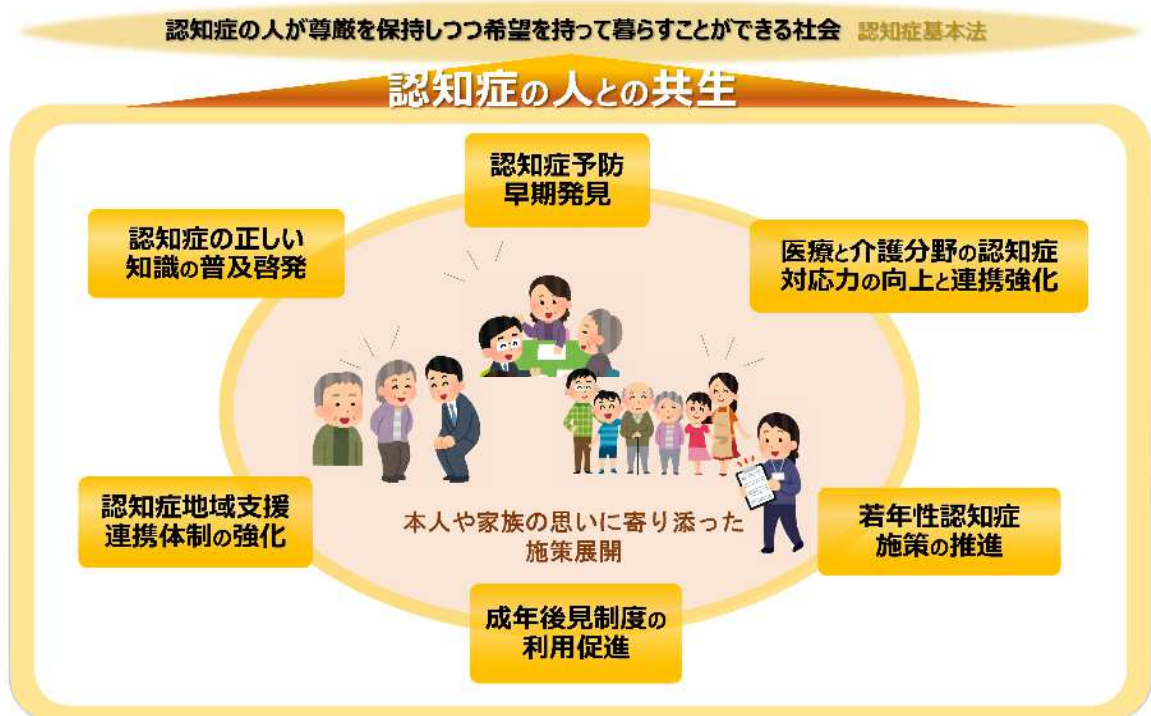 認知症の人が尊厳を保持しつつ希望を持って暮らすことができる社会 認知症基本法
認知症の人との共生
認知症予防
早期発見
認知症の正しい
知識の普及啓発
医療と介護分野の認知症
対応力の向上と連携強化
認知症地域支援
連携体制の強化
本人や家族の思いに寄り添った
施策展開
若年性認知症
施策の推進
成年後見制度の
利用促進